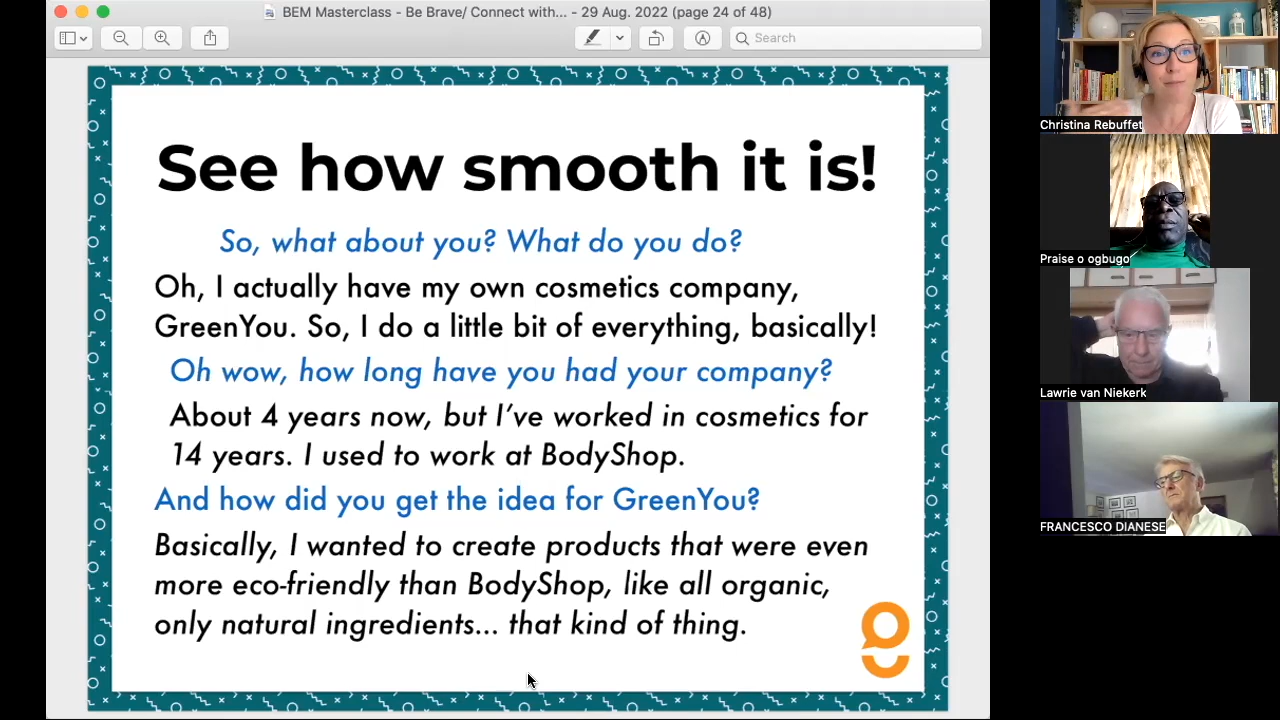 BEM Masterclass - Be Brave/ Connect with... - 29 Aug. 2022 (page 24 of 48)
Search
See how smooth it is!
So, what about you? What do you do?
Oh, I actually have my own cosmetics company,
GreenYou. So, I do a little bit of everything, basically!
Oh wow, how long have you had your company?
About 4 years now, but I've worked in cosmetics for
14 years. I used to work at BodyShop.
And how did you get the idea for GreenYou?
Basically, I wanted to create products that were even
more eco-friendly than BodyShop, like all organic,
only natural ingredients... that kind of thing.
Christina Rebuffet
Praise o ogbugo
Lawrie van Niekerk
FRANCESCO DIANESE